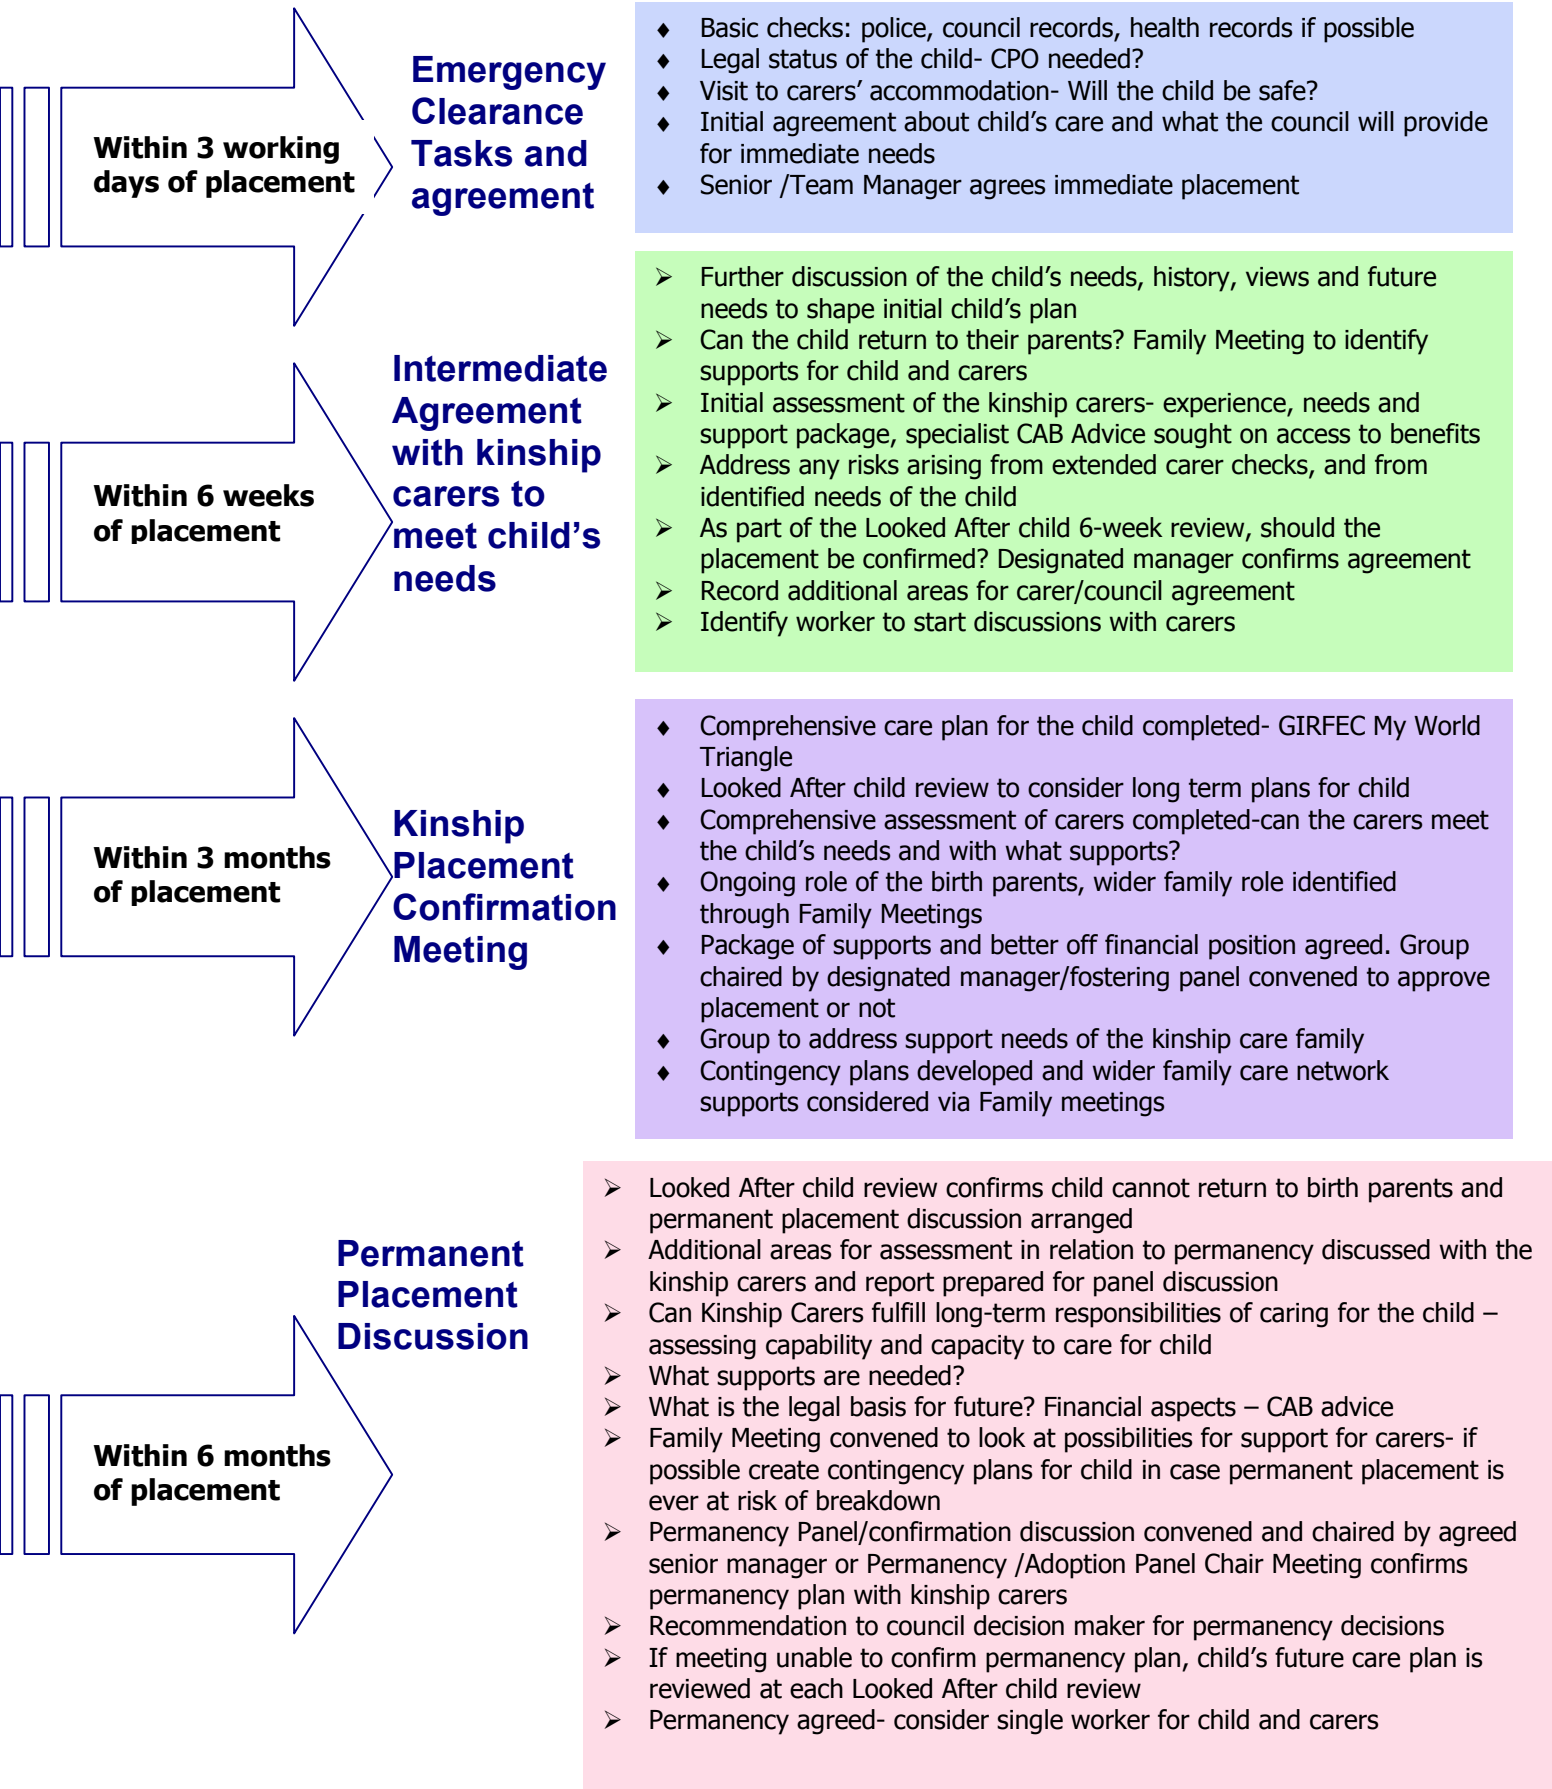 Within 3 working
days of placement
Emergency
Clearance
Tasks and
agreement
♦ Basic checks: police, council records, health records if possible
♦ Legal status of the child- CPO needed?
♦ Visit to carers’ accommodation- Will the child be safe?
♦ Initial agreement about child’s care and what the council will provide
for immediate needs
♦ Senior /Team Manager agrees immediate placement
Within 6 weeks
of placement
Intermediate
Agreement
with kinship
carers to
meet child’s
needs
➢ Further discussion of the child’s needs, history, views and future
needs to shape initial child’s plan
➢ Can the child return to their parents? Family Meeting to identify
supports for child and carers
➢ Initial assessment of the kinship carers- experience, needs and
support package, specialist CAB Advice sought on access to benefits
➢ Address any risks arising from extended carer checks, and from
identified needs of the child
➢ As part of the Looked After child 6-week review, should the
placement be confirmed? Designated manager confirms agreement
➢ Record additional areas for carer/council agreement
➢ Identify worker to start discussions with carers
Within 3 months
of placement
Kinship
Placement
Confirmation
Meeting
♦ Comprehensive care plan for the child completed- GIRFEC My World
Triangle
♦ Looked After child review to consider long term plans for child
♦ Comprehensive assessment of carers completed-can the carers meet
the child’s needs and with what supports?
♦ Ongoing role of the birth parents, wider family role identified
through Family Meetings
♦ Package of supports and better off financial position agreed. Group
chaired by designated manager/fostering panel convened to approve
placement or not
♦ Group to address support needs of the kinship care family
♦ Contingency plans developed and wider family care network
supports considered via Family meetings
Within 6 months
of placement
Permanent
Placement
Discussion
➢ Looked After child review confirms child cannot return to birth parents and
permanent placement discussion arranged
➢ Additional areas for assessment in relation to permanency discussed with the
kinship carers and report prepared for panel discussion
➢ Can Kinship Carers fulfill long-term responsibilities of caring for the child –
assessing capability and capacity to care for child
➢ What supports are needed?
➢ What is the legal basis for future? Financial aspects – CAB advice
➢ Family Meeting convened to look at possibilities for support for carers- if
possible create contingency plans for child in case permanent placement is
ever at risk of breakdown
➢ Permanency Panel/confirmation discussion convened and chaired by agreed
senior manager or Permanency /Adoption Panel Chair Meeting confirms
permanency plan with kinship carers
➢ Recommendation to council decision maker for permanency decisions
➢ If meeting unable to confirm permanency plan, child’s future care plan is
reviewed at each Looked After child review
➢ Permanency agreed- consider single worker for child and carers